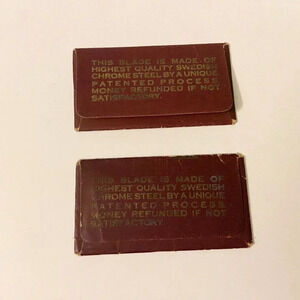 THIS BLADE IS MADE OF
HIGHEST QUALITY SWEDISH
CHROME STEEL BY A UNIQUE
PATENTED PROCESS
MONEY REFUNDED IF NOT
SATISFACTORY.
THIS BLADE IS MADE OF
HIGHEST QUALITY SWEDISH
CHROME STEEL BY A UNIQUE
PATENTED PROCESS
MONEY REFUNDED IF NOT
SATISFACTORY.